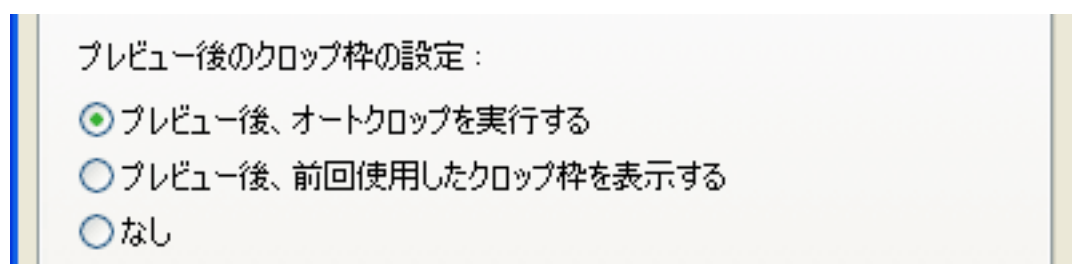 プレビュー後のクロップ枠の設定：
プレビュー後、オートクロップを実行する
プレビュー後、前回使用したクロップ枠を表示する
なし